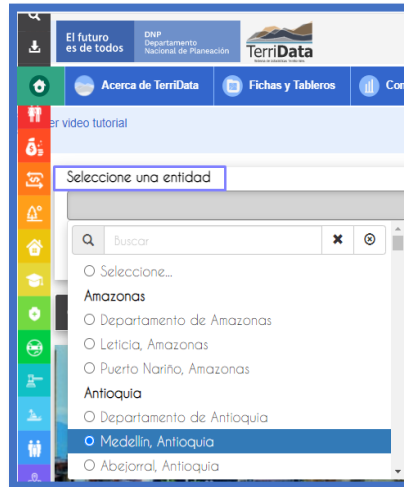 El futuro
es de todos
DNP
Departamento
Nacional de Planeación
TerriData
Acerca de TerriData
Fichas y Tableros
Con
er video tutorial
Seleccione una entidad
Buscar
Seleccione...
Amazonas
Departamento de Amazonas
Leticia, Amazonas
Puerto Nariño, Amazonas
Antioquia
Departamento de Antioquia
Medellín, Antioquia
Abejorral, Antioquia